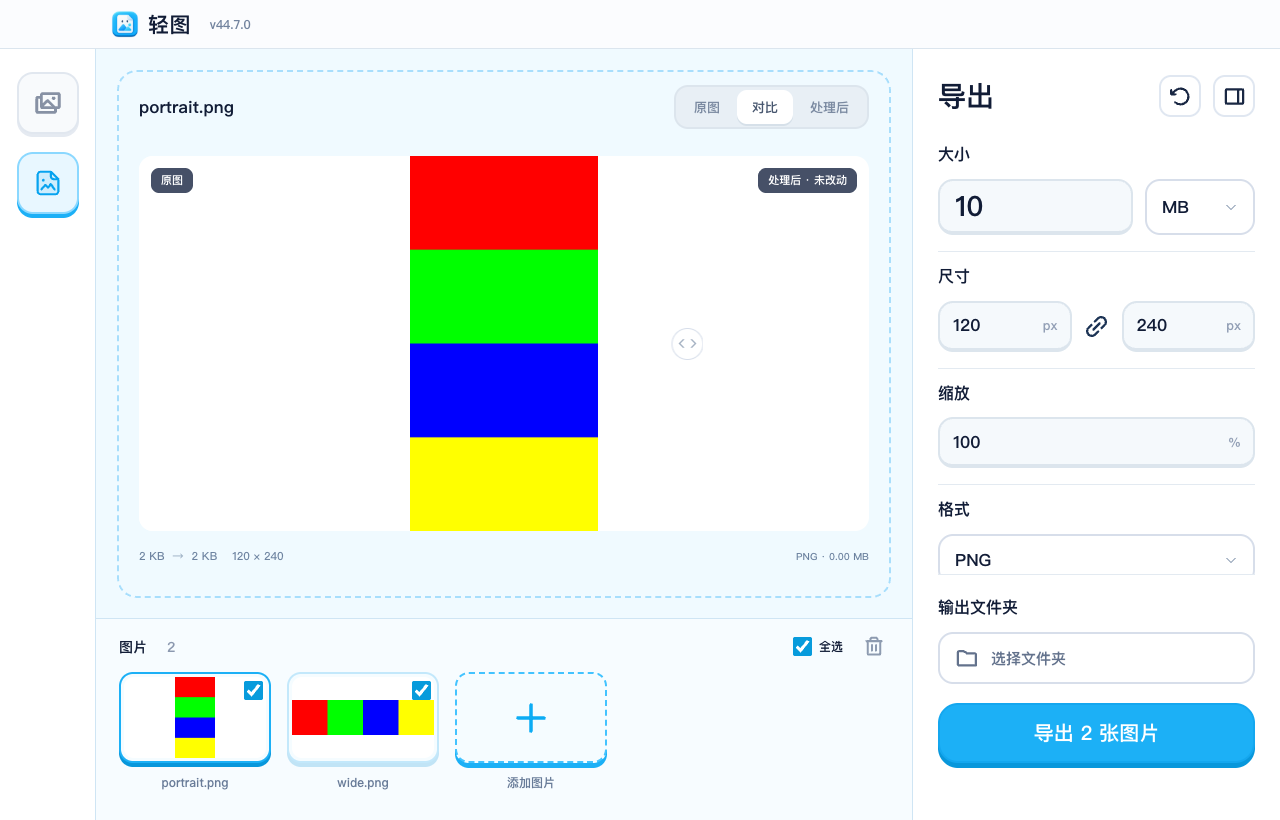 轻图 v44.7.0
portrait.png
原图 对比 处理后
原图
处理后 · 未改动
2 KB → 2 KB 120 × 240
PNG · 0.00 MB
图片 2
全选
portrait.png
wide.png
添加图片
导出
大小
10
MB
尺寸
120 px
240 px
缩放
100 %
格式
PNG
输出文件夹
选择文件夹
导出 2 张图片